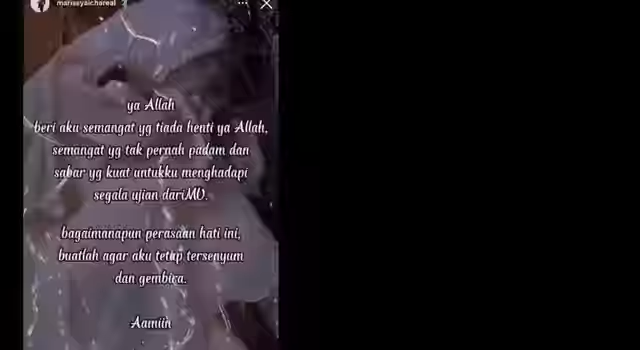 marissyaichareal
ya Allah
beri aku semangat yg tiada henti ya Allah,
semangat yg tak pernah padam dan
sabar yg kuat untukku menghadapi
segala ujian dariMU.
bagaimanapun perasaan hati ini,
buatlah agar aku tetap tersenyum
dan gembira.
Aamiin